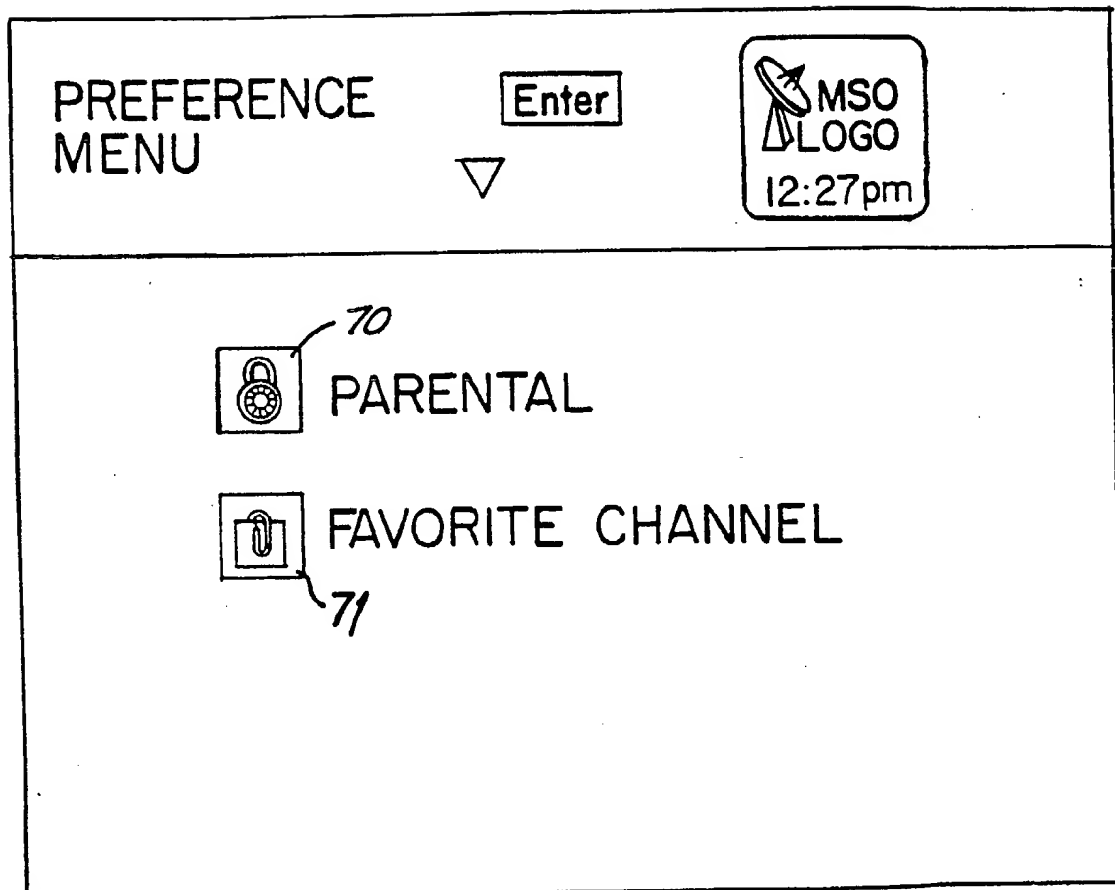 PREFERENCE
MENU
Enter
MSO
LOGO
12:27pm
70
PARENTAL
FAVORITE CHANNEL
71